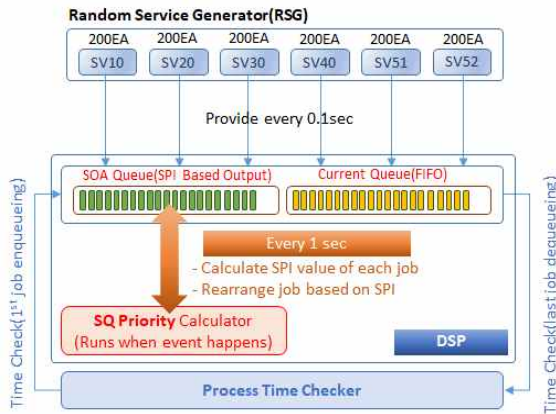 Random Service Generator(RSG)
200EA 200EA 200EA 200EA 200EA 200EA
SV10 SV20 SV30 SV40 SV51 SV52
Provide every 0.1sec
SOA Queue(SPI Based Output) Current Queue(FIFO)
Every 1 sec
- Calculate SPI value of each job
- Rearrange job based on SPI
SQ Priority Calculator
(Runs when event happens)
DSP
Process Time Checker
Time Check(1st job enqueueing)
Time Check(last job dequeueing)